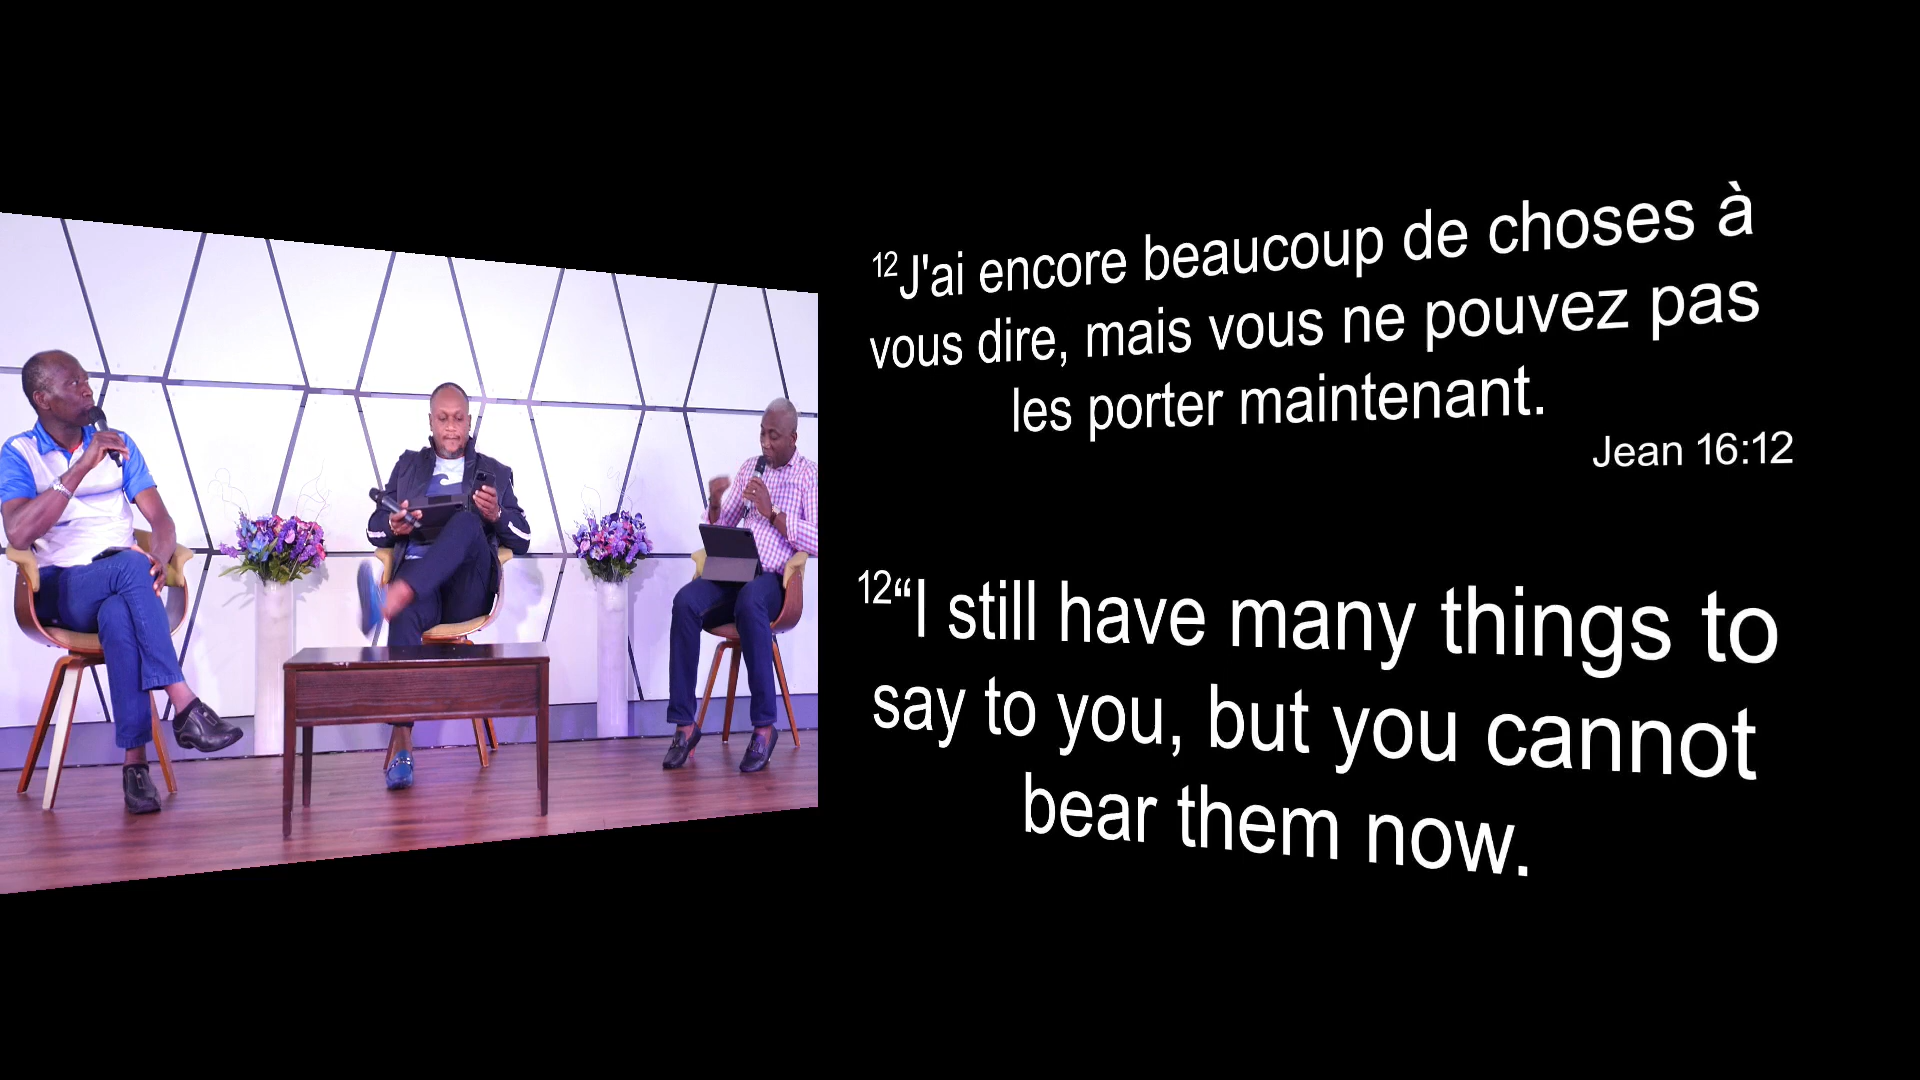 12J'ai encore beaucoup de choses à
vous dire, mais vous ne pouvez pas
les porter maintenant.
Jean 16:12
12“I still have many things to
say to you, but you cannot
bear them now.